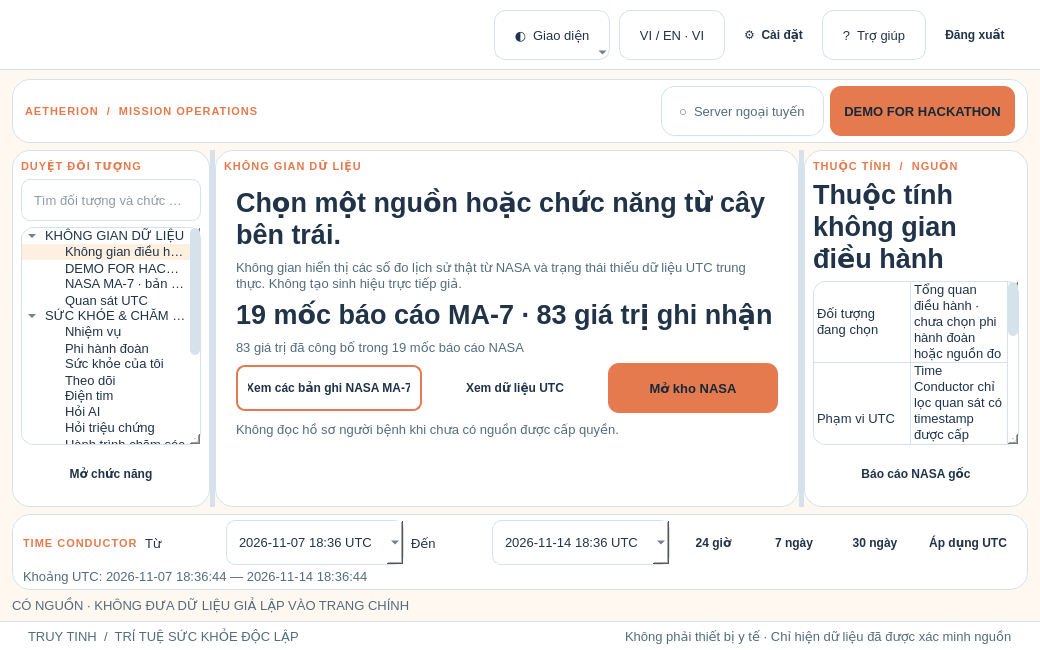 ◐ Giao diện
VI / EN · VI
⚙ Cài đặt
? Trợ giúp
Đăng xuất
AETHERION / MISSION OPERATIONS
○ Server ngoại tuyến
DEMO FOR HACKATHON
DUYỆT ĐỐI TƯỢNG
Tìm đối tượng và chức …
KHÔNG GIAN DỮ LIỆU
Không gian điều h…
DEMO FOR HAC…
NASA MA-7 · bản …
Quan sát UTC
SỨC KHỎE & CHĂM …
Nhiệm vụ
Phi hành đoàn
Sức khỏe của tôi
Theo dõi
Điện tim
Hỏi AI
Hỏi triệu chứng
Hành trình chăm sóc
Mở chức năng
KHÔNG GIAN DỮ LIỆU
Chọn một nguồn hoặc chức năng từ cây
bên trái.
Không gian hiển thị các số đo lịch sử thật từ NASA và trạng thái thiếu dữ liệu UTC trung
thực. Không tạo sinh hiệu trực tiếp giả.
19 mốc báo cáo MA-7 · 83 giá trị ghi nhận
83 giá trị đã công bố trong 19 mốc báo cáo NASA
Xem các bản ghi NASA MA-7
Xem dữ liệu UTC
Mở kho NASA
Không đọc hồ sơ người bệnh khi chưa có nguồn được cấp quyền.
THUỘC TÍNH / NGUỒN
Thuộc tính
không gian
điều hành
Đối tượng
đang chọn
Tổng quan
điều hành ·
chưa chọn phi
hành đoàn
hoặc nguồn đo
Phạm vi UTC
Time
Conductor chỉ
lọc quan sát có
timestamp
được cấp
Báo cáo NASA gốc
TIME CONDUCTOR
Từ
2026-11-07 18:36 UTC
Đến
2026-11-14 18:36 UTC
24 giờ
7 ngày
30 ngày
Áp dụng UTC
Khoảng UTC: 2026-11-07 18:36:44 — 2026-11-14 18:36:44
CÓ NGUỒN · KHÔNG ĐƯA DỮ LIỆU GIẢ LẬP VÀO TRANG CHÍNH
TRUY TINH / TRÍ TUỆ SỨC KHỎE ĐỘC LẬP
Không phải thiết bị y tế · Chỉ hiện dữ liệu đã được xác minh nguồn